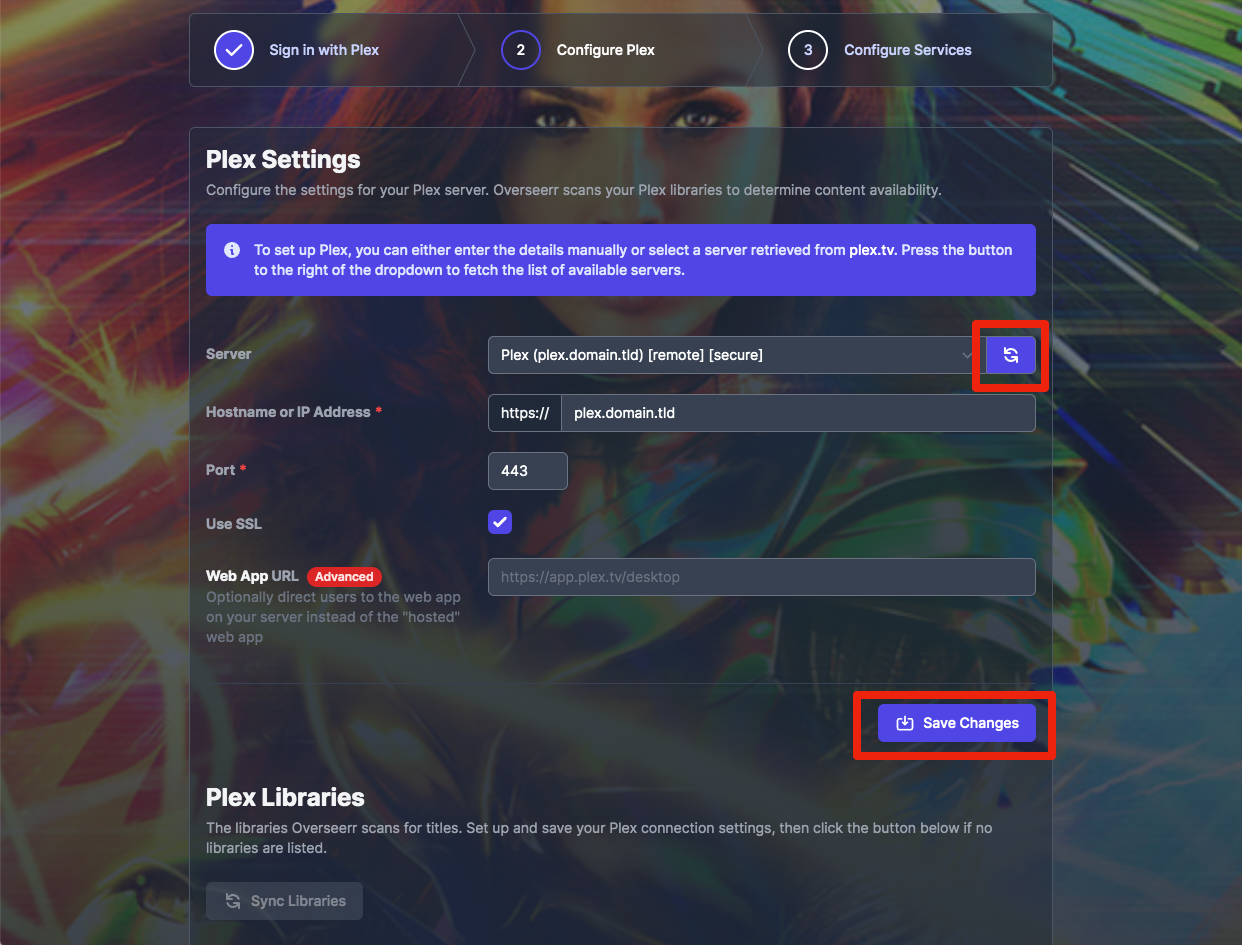 Sign in with Plex
2 Configure Plex
3 Configure Services
Plex Settings
Configure the settings for your Plex server. Overseerr scans your Plex libraries to determine content availability.
To set up Plex, you can either enter the details manually or select a server retrieved from plex.tv. Press the button
to the right of the dropdown to fetch the list of available servers.
Server
Plex (plex.domain.tld) [remote] [secure]
Hostname or IP Address *
https:// plex.domain.tld
Port *
443
Use SSL
Web App URL Advanced
https://app.plex.tv/desktop
Optionally direct users to the web app
on your server instead of the "hosted"
web app
Save Changes
Plex Libraries
The libraries Overseerr scans for titles. Set up and save your Plex connection settings, then click the button below if no
libraries are listed.
Sync Libraries